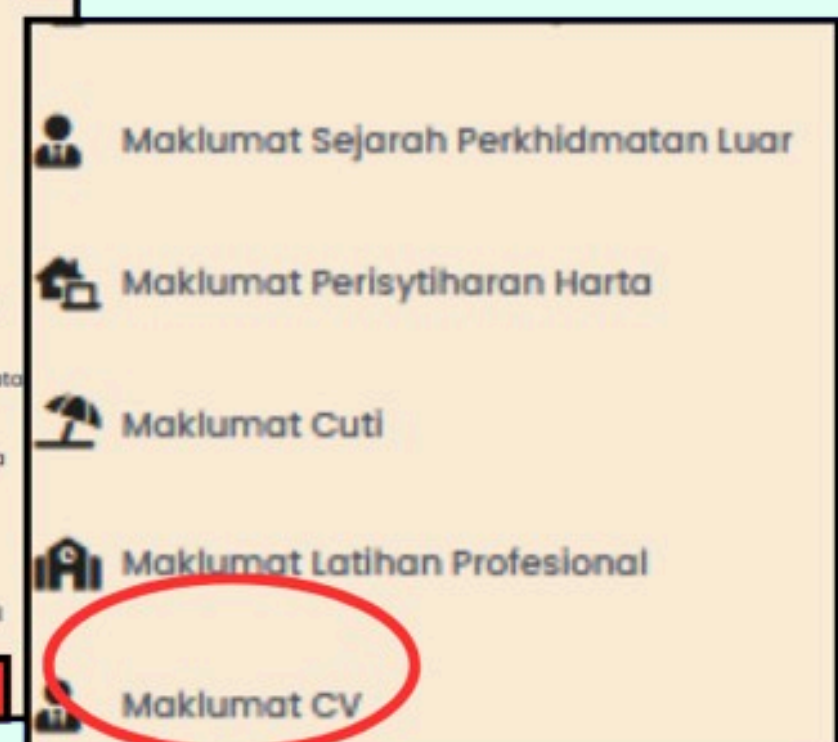 Maklumat Sejarah Perkhidmatan Luar
Maklumat Perisytiharan Harta
Maklumat Cuti
Maklumat Latihan Profesional
Maklumat CV